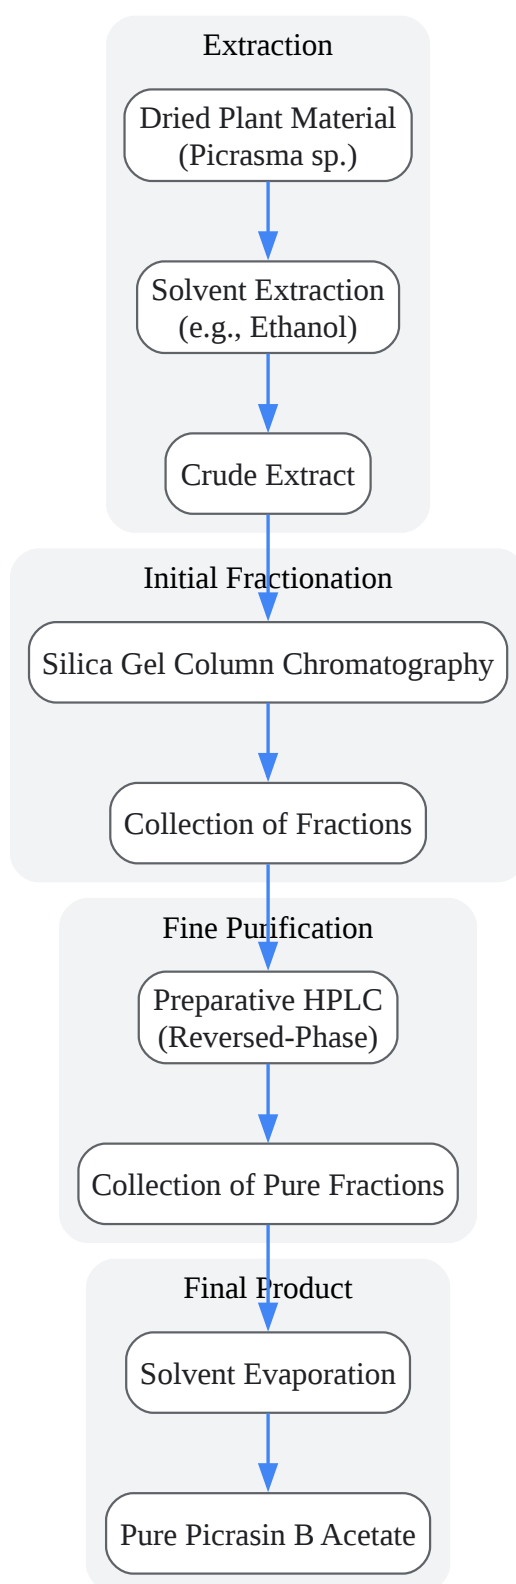 Extraction
Dried Plant Material
(Picrasma sp.)
Solvent Extraction
(e.g., Ethanol)
Crude Extract
Initial Fractionation
Silica Gel Column Chromatography
Collection of Fractions
Fine Purification
Preparative HPLC
(Reversed-Phase)
Collection of Pure Fractions
Final Product
Solvent Evaporation
Pure Picrasin B Acetate